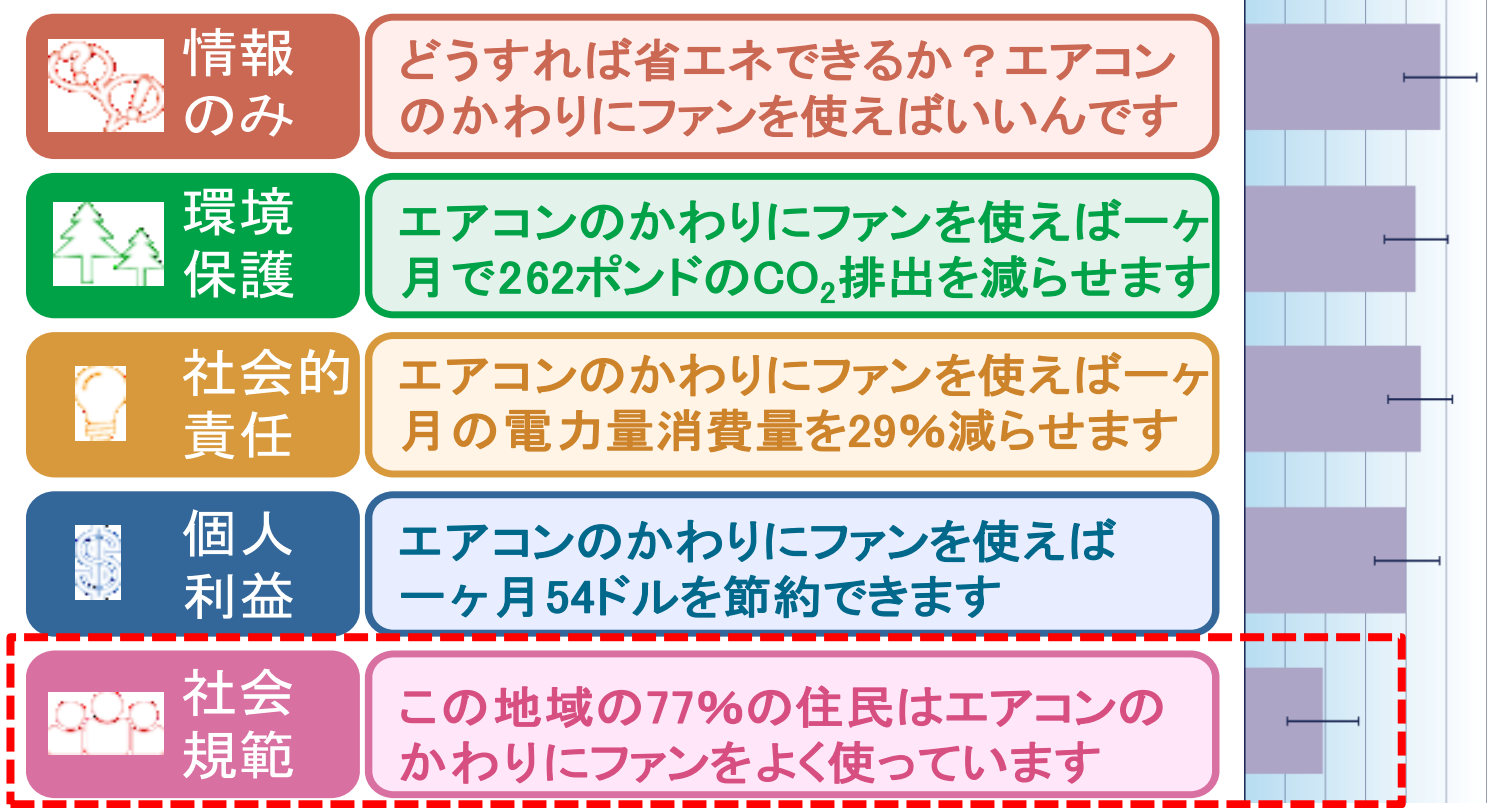 情報
のみ
どうすれば省エネできるか？エアコン
のかわりにファンを使えばいいんです
環境
保護
エアコンのかわりにファンを使えば一ヶ
月で262ポンドのCO₂排出を減らせます
社会的
責任
エアコンのかわりにファンを使えば一ヶ
月の電力量消費量を29%減らせます
個人
利益
エアコンのかわりにファンを使えば
一ヶ月54ドルを節約できます
社会
規範
この地域の77%の住民はエアコンの
かわりにファンをよく使っています